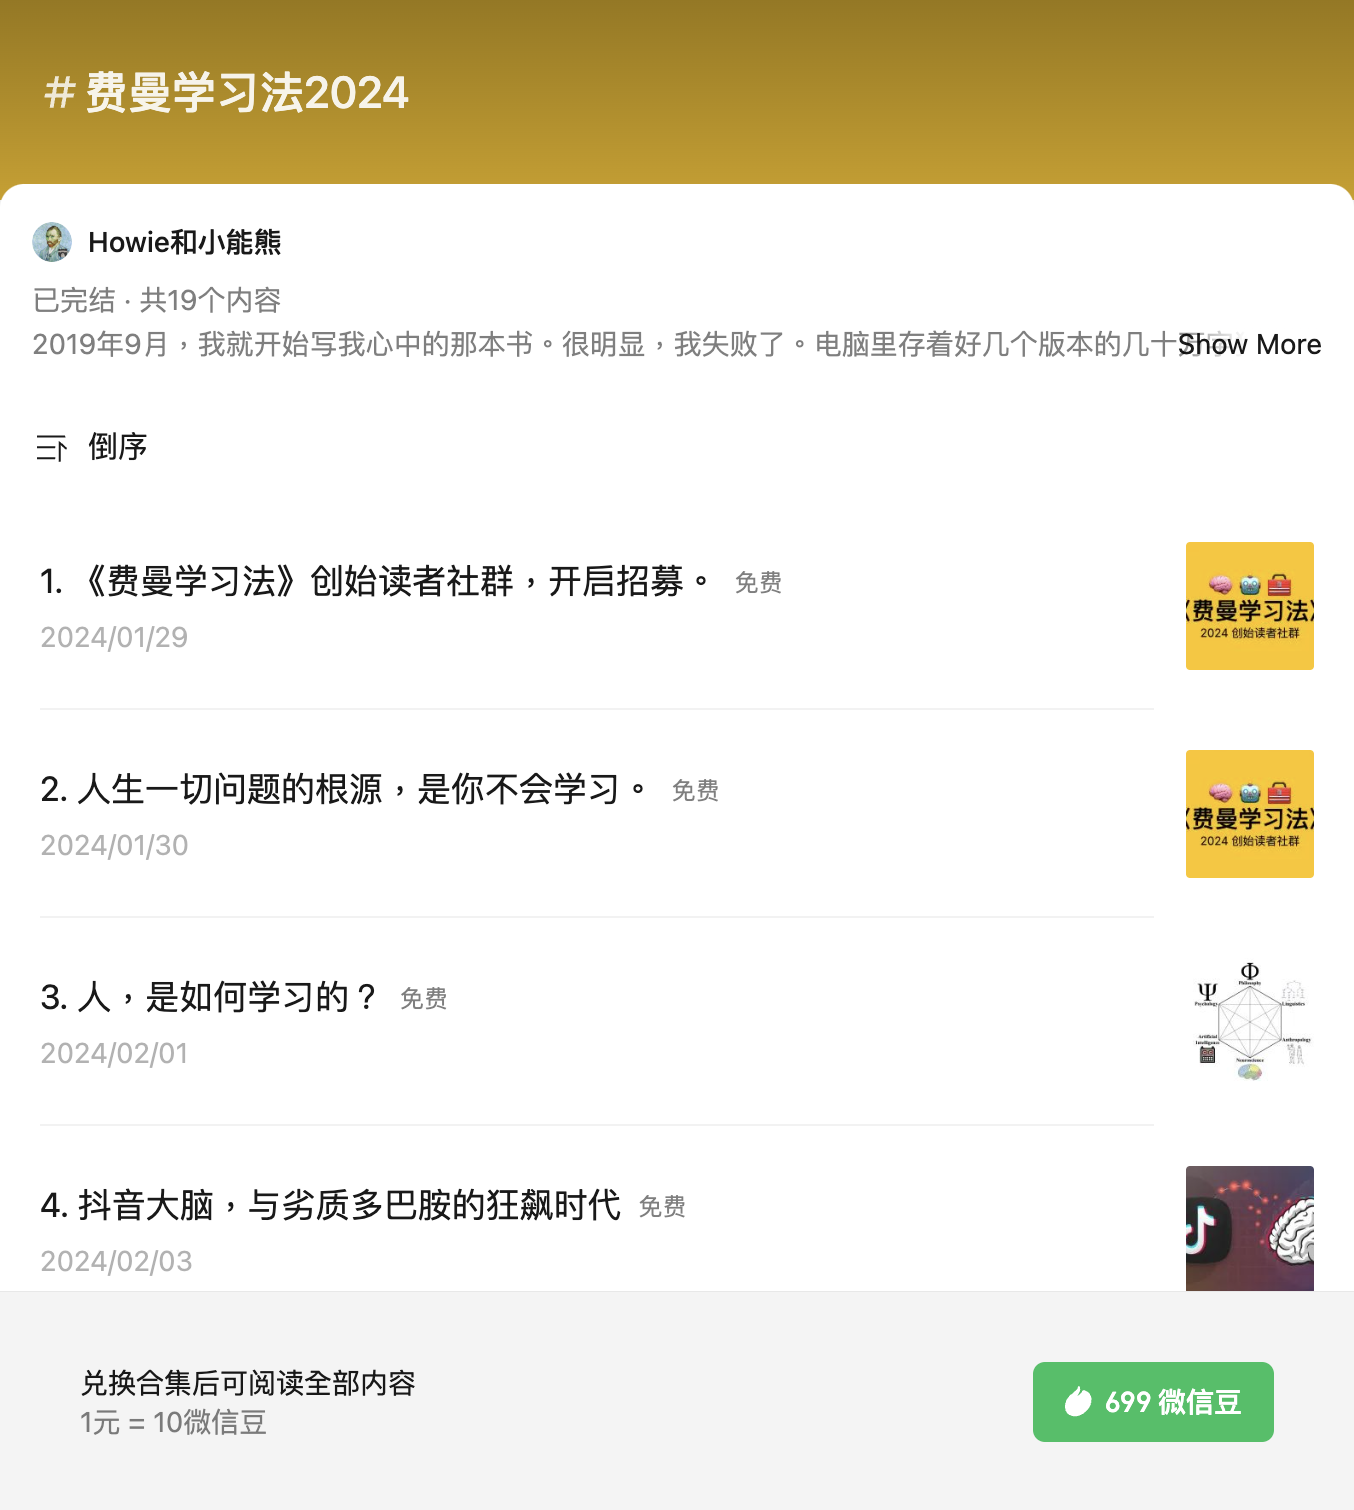 # 费曼学习法2024
Howie和小能熊
已完结 · 共19个内容
2019年9月，我就开始写我心中的那本书。很明显，我失败了。电脑里存着好几个版本的几十万字 Show More
倒序
1. 《费曼学习法》创始读者社群，开启招募。 免费
2024/01/29
《费曼学习法》
2024 创始读者社群
2. 人生一切问题的根源，是你不会学习。 免费
2024/01/30
《费曼学习法》
2024 创始读者社群
3. 人，是如何学习的？ 免费
2024/02/01
Φ
Philosophy
Ψ
Psychology
Linguistics
Artificial
Intelligence
Anthropology
Neuroscience
4. 抖音大脑，与劣质多巴胺的狂飙时代 免费
2024/02/03
兑换合集后可阅读全部内容
1元 = 10微信豆
699 微信豆